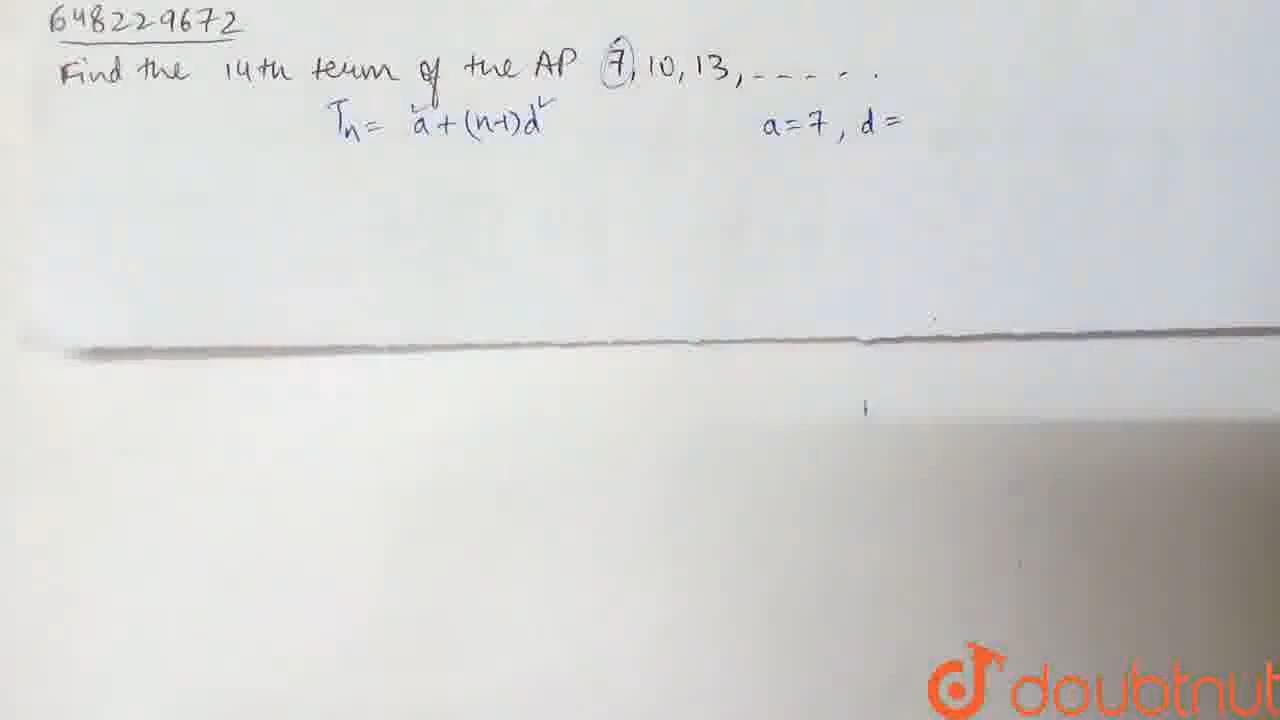 648229672
Find the 14th term of the AP 7, 10, 13, - - - - .
Tn = a + (n-1)d a = 7, d =
doubtnut